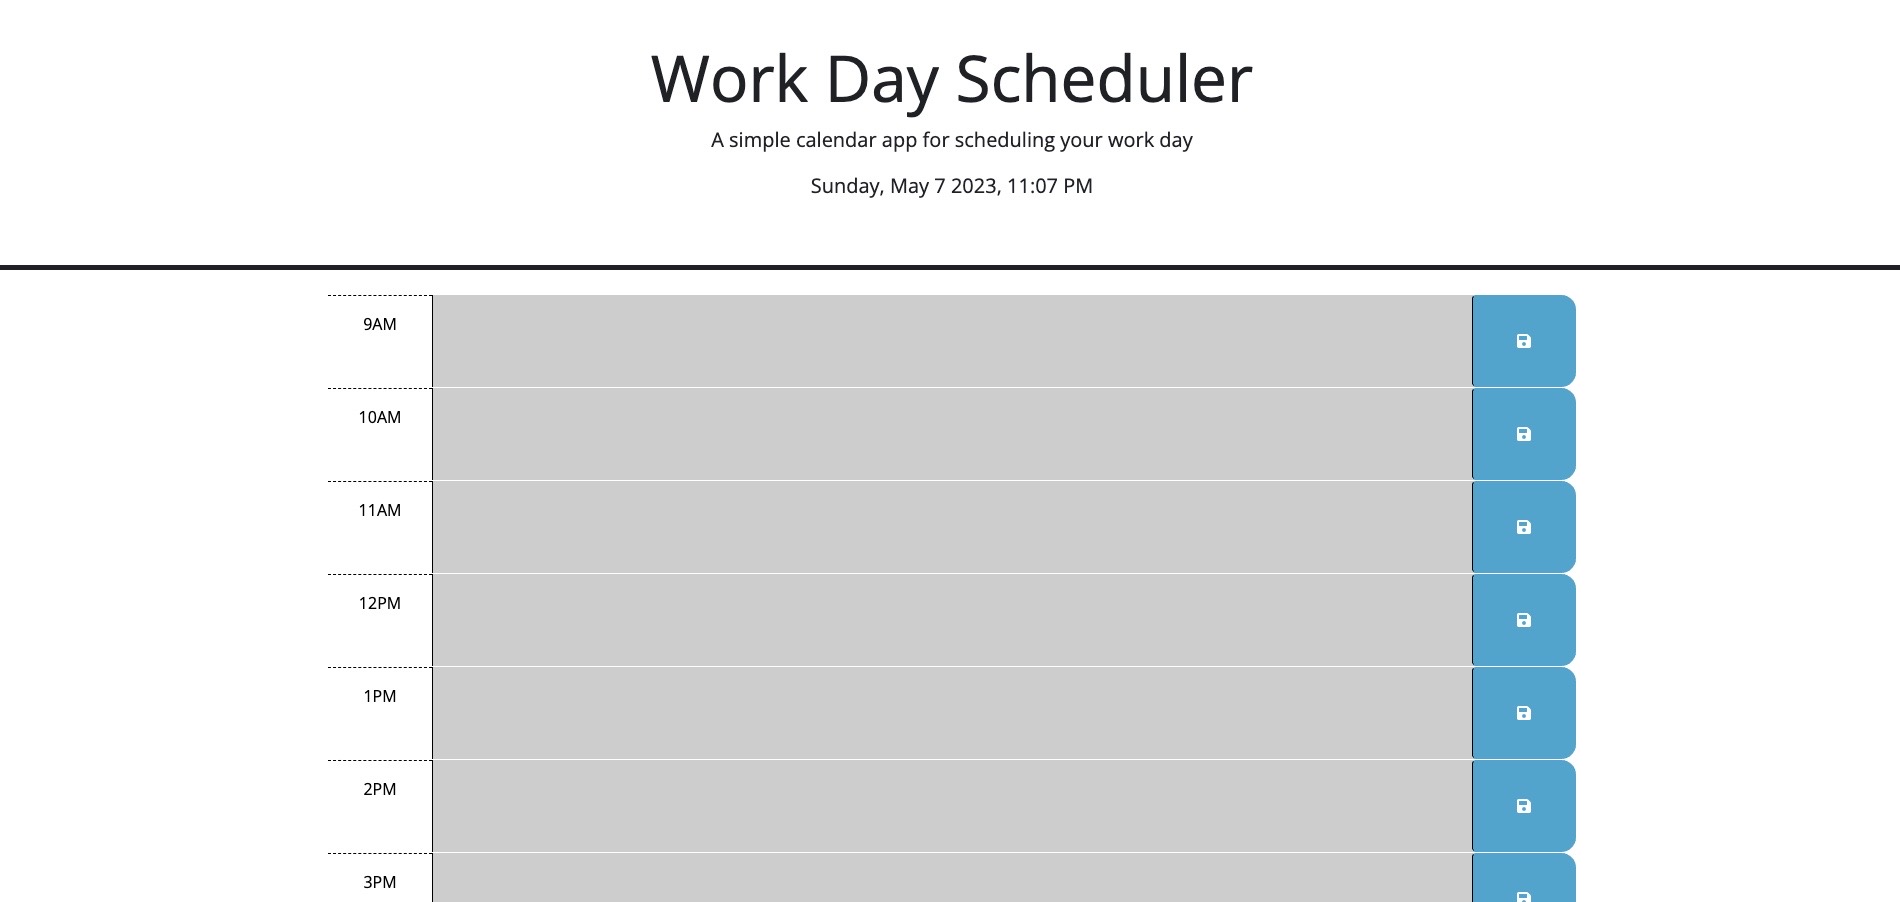 Work Day Scheduler
A simple calendar app for scheduling your work day
Sunday, May 7 2023, 11:07 PM
9AM
10AM
11AM
12PM
1PM
2PM
3PM